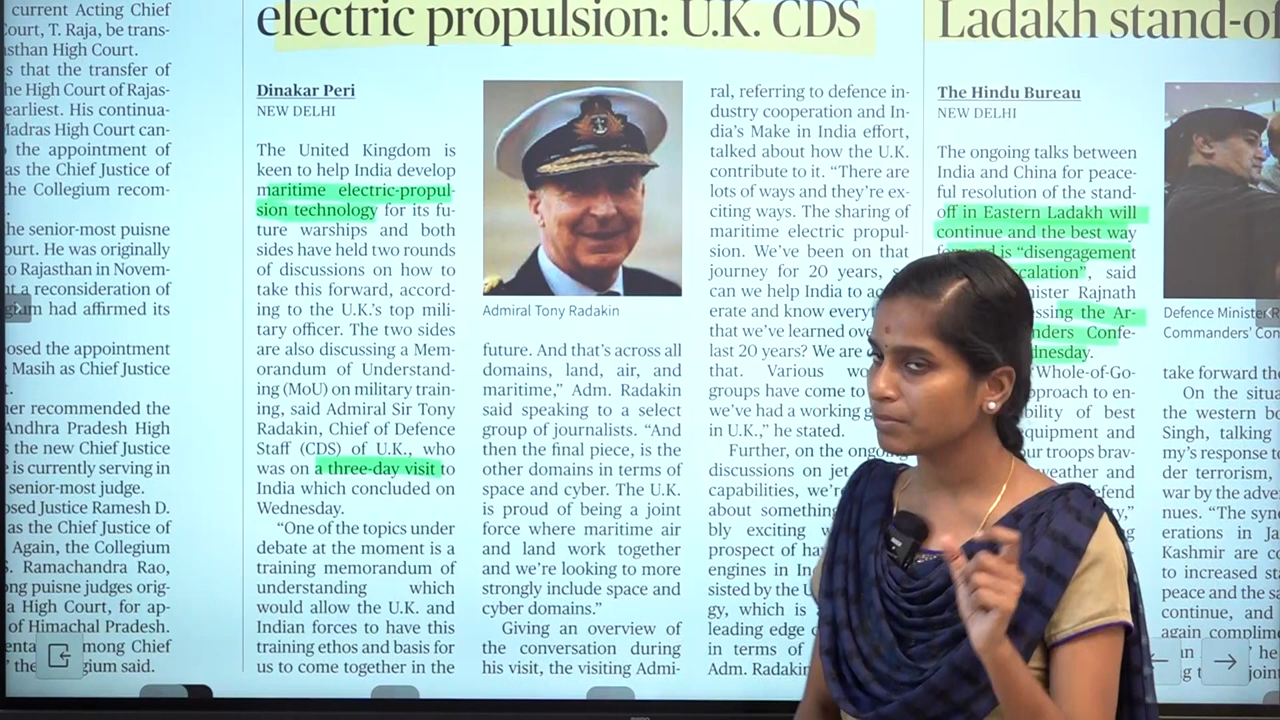 current Acting Chief
Court, T. Raja, be trans-
sthan High Court.
s that the transfer of
he High Court of Rajas-
earliest. His continua-
Madras High Court can-
the appointment of
as the Chief Justice of
the Collegium recom-
he senior-most puisne
ourt. He was originally
to Rajasthan in Novem-
nt a reconsideration of
gium had affirmed its
osed the appointment
Masih as Chief Justice
her recommended the
Andhra Pradesh High
s the new Chief Justice
e is currently serving in
senior-most judge.
osed Justice Ramesh D.
as the Chief Justice of
Again, the Collegium
S. Ramachandra Rao,
ong puisne judges orig-
a High Court, for ap-
of Himachal Pradesh.
mong Chief
the gium said.
electric propulsion: U.K. CDS
Dinakar Peri
NEW DELHI
The United Kingdom is
keen to help India develop
maritime electric-propul-
sion technology for its fu-
ture warships and both
sides have held two rounds
of discussions on how to
take this forward, accord-
ing to the U.K.'s top mili-
tary officer. The two sides
are also discussing a Mem-
orandum of Understand-
ing (MoU) on military train-
ing, said Admiral Sir Tony
Radakin, Chief of Defence
Staff (CDS) of U.K., who
was on a three-day visit to
India which concluded on
Wednesday.
“One of the topics under
debate at the moment is a
training memorandum of
understanding which
would allow the U.K. and
Indian forces to have this
training ethos and basis for
us to come together in the
Admiral Tony Radakin
future. And that's across all
domains, land, air, and
maritime,” Adm. Radakin
said speaking to a select
group of journalists. “And
then the final piece, is the
other domains in terms of
space and cyber. The U.K.
is proud of being a joint
force where maritime air
and land work together
and we're looking to more
strongly include space and
cyber domains.”
Giving an overview of
the conversation during
his visit, the visiting Admi-
ral, referring to defence in-
dustry cooperation and In-
dia's Make in India effort,
talked about how the U.K.
contribute to it. “There are
lots of ways and they're ex-
citing ways. The sharing of
maritime electric propul-
sion. We've been on that
journey for 20 years,
can we help India to ac
erate and know everyt
that we've learned ove
last 20 years? We are
that. Various wo
groups have come to
we've had a working g
in U.K.,” he stated.
Further, on the ongoing
discussions on jet
capabilities, we'r
about something
bly exciting
prospect of ha
engines in In
sisted by the U
gy, which is
leading edge
in terms of
Adm. Radakin
Ladakh stand-of
The Hindu Bureau
NEW DELHI
The ongoing talks between
India and China for peace-
ful resolution of the stand-
off in Eastern Ladakh will
continue and the best way
is “disengagement
scalation”, said
nister Rajnath
ssing the Ar-
nders Confe-
dnesday.
“Whole-of-Go-
pproach to en-
bility of best
quipment and
ur troops brav-
weather and
efend
ty,”
Defence Minister R
Commanders' Con
take forward the
On the situa
the western bo
Singh, talking
my's response to
der terrorism,
war by the adve
nues. “The syn
erations in Ja
Kashmir are co
to increased sta
peace and the sa
continue, and
again complim
he
joint